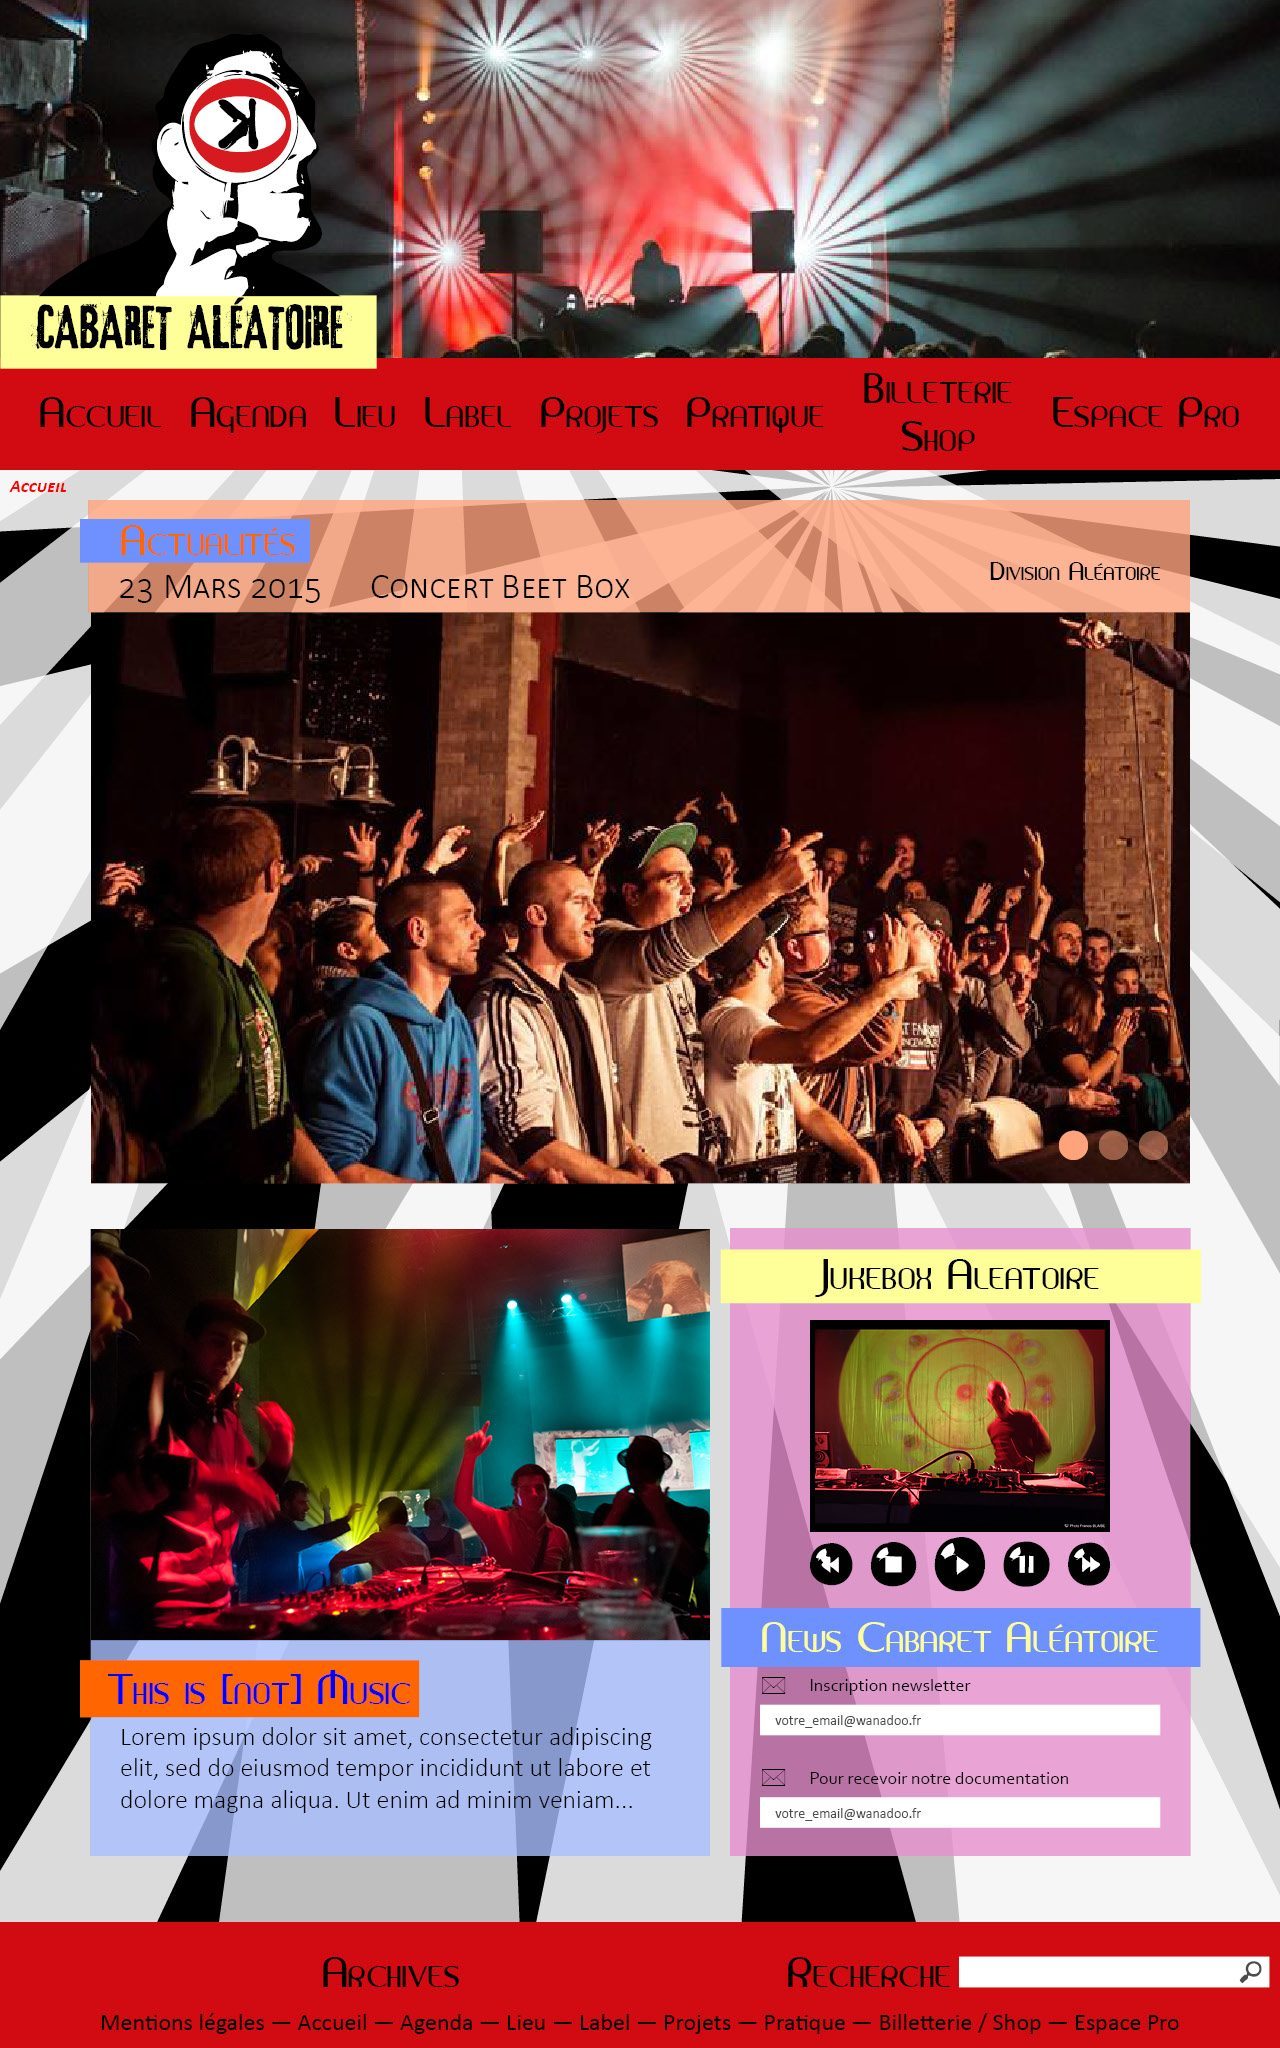 CABARET ALÉATOIRE
Accueil Agenda Lieu Label Projets Pratique Billeterie Shop Espace Pro
Accueil
Actualités
23 Mars 2015 Concert Beet Box
Division Aléatoire
Jukebox Aleatoire
News Cabaret Aléatoire
Inscription newsletter
votre_email@wanadoo.fr
Pour recevoir notre documentation
votre_email@wanadoo.fr
This is [not] Music
Lorem ipsum dolor sit amet, consectetur adipiscing
elit, sed do eiusmod tempor incididunt ut labore et
dolore magna aliqua. Ut enim ad minim veniam...
Archives
Recherche
Mentions légales — Accueil — Agenda — Lieu — Label — Projets — Pratique — Billetterie / Shop — Espace Pro